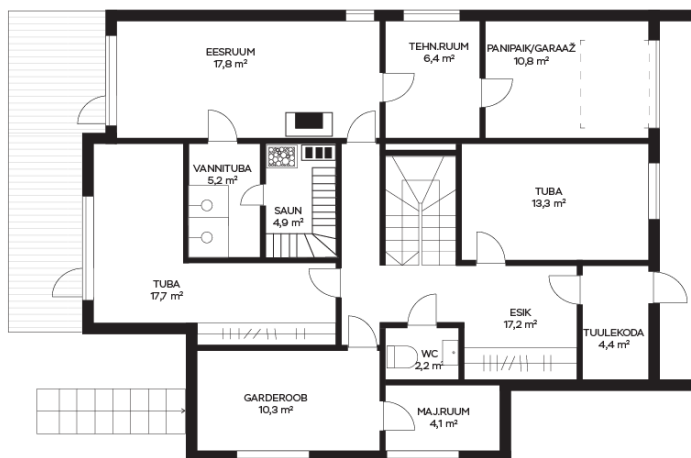 EESRUUM
17,8 m²
TEHN.RUUM
6,4 m²
PANIPAIK/GARAAŽ
10,8 m²
VANNITUBA
5,2 m²
SAUN
4,9 m²
TUBA
13,3 m²
TUBA
17,7 m²
ESIK
17,2 m²
TUULEKODA
4,4 m²
WC
2,2 m²
GARDEROOB
10,3 m²
MAJ.RUUM
4,1 m²